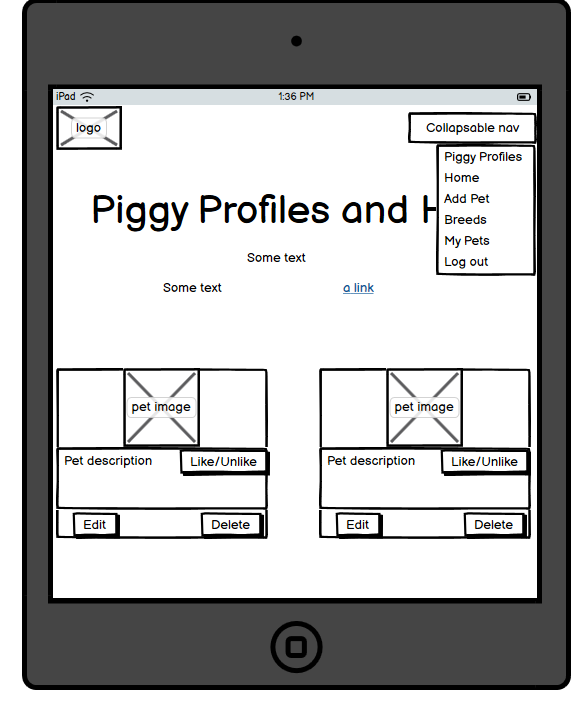 iPad 1:36 PM
logo
Collapsable nav
Piggy Profiles
Home
Add Pet
Breeds
My Pets
Log out
Piggy Profiles and
Some text
Some text a link
pet image pet image
Pet description Like/Unlike Pet description Like/Unlike
Edit Delete Edit Delete